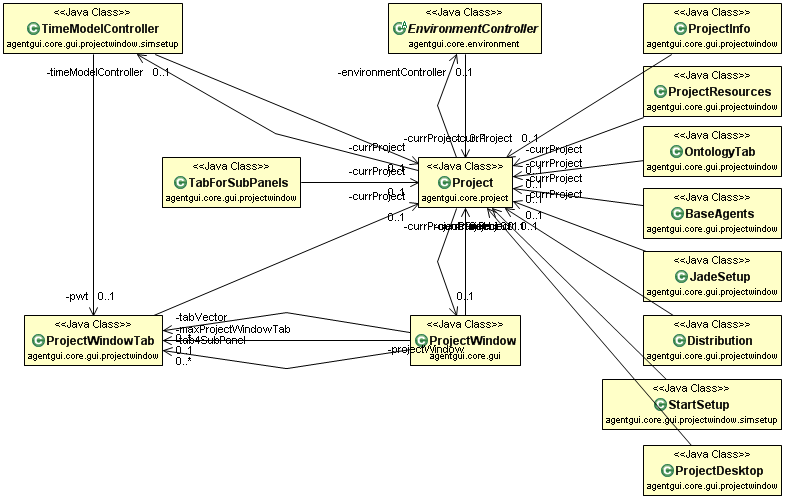 <<Java Class>>
TimeModelController
agentgui.core.gui.projectwindow.simsetup
<<Java Class>>
EnvironmentController
agentgui.core.environment
<<Java Class>>
ProjectInfo
agentgui.core.gui.projectwindow
-timeModelController 0..1
-environmentController 0..1
<<Java Class>>
ProjectResources
agentgui.core.gui.projectwindow
<<Java Class>>
OntologyTab
agentgui.core.gui.projectwindow
-currProject
-currProject
-currProject 0..1
-currProject
-currProject
<<Java Class>>
TabForSubPanels
agentgui.core.gui.projectwindow
-currProject
0..1
<<Java Class>>
Project
agentgui.core.project
0..1
-currProject
0..1
-currProject
0..1
-currProject
0..1
<<Java Class>>
BaseAgents
agentgui.core.gui.projectwindow
0..1
0..1
-currProject
0..1
<<Java Class>>
JadeSetup
agentgui.core.gui.projectwindow
-pwt 0..1
0..1
<<Java Class>>
ProjectWindowTab
agentgui.core.gui.projectwindow
-tabVector
-maxProjectWindowTab
0..*
-tab4SubPanel
0..1
0..*
-projectWindow
<<Java Class>>
ProjectWindow
agentgui.core.gui
<<Java Class>>
Distribution
agentgui.core.gui.projectwindow
<<Java Class>>
StartSetup
agentgui.core.gui.projectwindow.simsetup
<<Java Class>>
ProjectDesktop
agentgui.core.gui.projectwindow